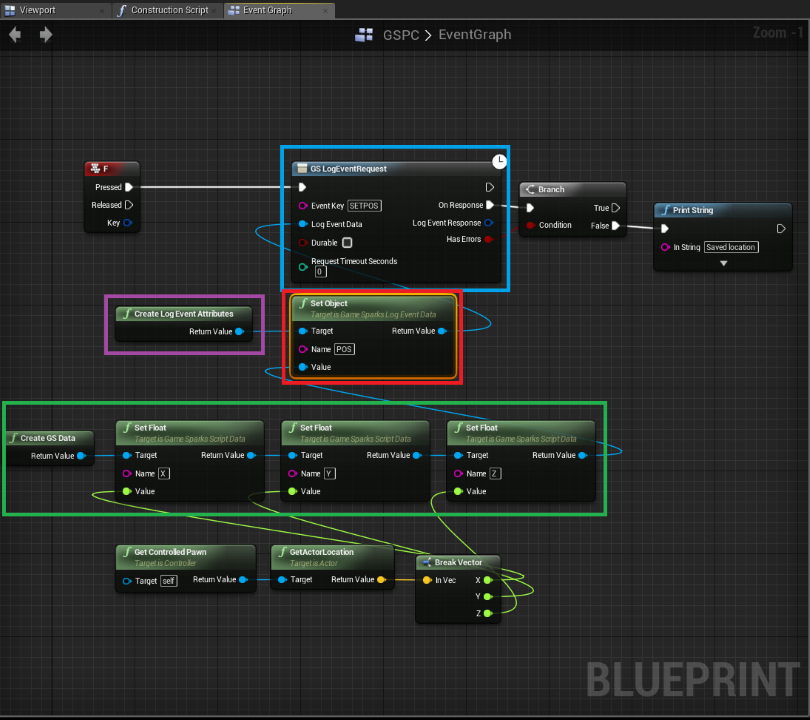 Viewport
Construction Script
Event Graph
GSPC > EventGraph
Zoom -1
F
Pressed
Released
Key
GS LogEventRequest
Event Key SETPOS
On Response
Log Event Data
Log Event Response
Durable
Has Errors
Request Timeout Seconds
0
Branch
True
Condition
False
Print String
In String Saved location
Create Log Event Attributes
Return Value
Set Object
Target is Game Sparks Log Event Data
Target Return Value
Name POS
Value
Create GS Data
Return Value
Set Float
Target is Game Sparks Script Data
Target Return Value
Name X
Value
Set Float
Target is Game Sparks Script Data
Target Return Value
Name Y
Value
Set Float
Target is Game Sparks Script Data
Target Return Value
Name Z
Value
Get Controlled Pawn
Target is Controller
Target self Return Value
GetActorLocation
Target is Actor
Target Return Value
Break Vector
In Vec X
Y
Z
BLUEPRINT